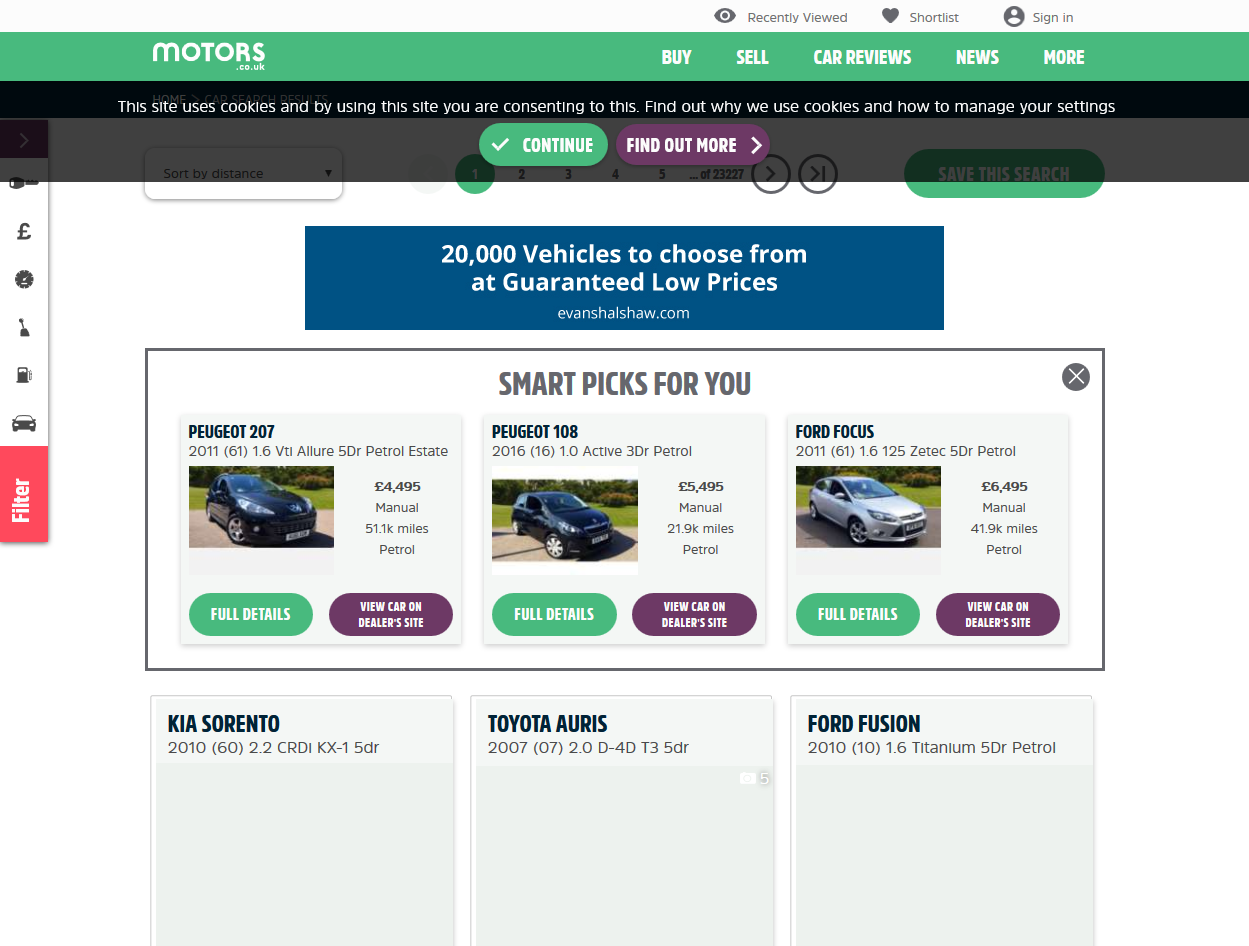 Recently Viewed
Shortlist
Sign in
MOTORS
.co.uk
BUY
SELL
CAR REVIEWS
NEWS
MORE
HOME > CAR SEARCH RESULTS
This site uses cookies and by using this site you are consenting to this. Find out why we use cookies and how to manage your settings
CONTINUE
FIND OUT MORE
Sort by distance
1 2 3 4 5 ... of 23227
SAVE THIS SEARCH
£
Filter
20,000 Vehicles to choose from
at Guaranteed Low Prices
evanshalshaw.com
SMART PICKS FOR YOU
PEUGEOT 207
2011 (61) 1.6 Vti Allure 5Dr Petrol Estate
£4,495
Manual
51.1k miles
Petrol
FULL DETAILS
VIEW CAR ON
DEALER'S SITE
PEUGEOT 108
2016 (16) 1.0 Active 3Dr Petrol
£5,495
Manual
21.9k miles
Petrol
FULL DETAILS
VIEW CAR ON
DEALER'S SITE
FORD FOCUS
2011 (61) 1.6 125 Zetec 5Dr Petrol
£6,495
Manual
41.9k miles
Petrol
FULL DETAILS
VIEW CAR ON
DEALER'S SITE
KIA SORENTO
2010 (60) 2.2 CRDi KX-1 5dr
TOYOTA AURIS
2007 (07) 2.0 D-4D T3 5dr
5
FORD FUSION
2010 (10) 1.6 Titanium 5Dr Petrol